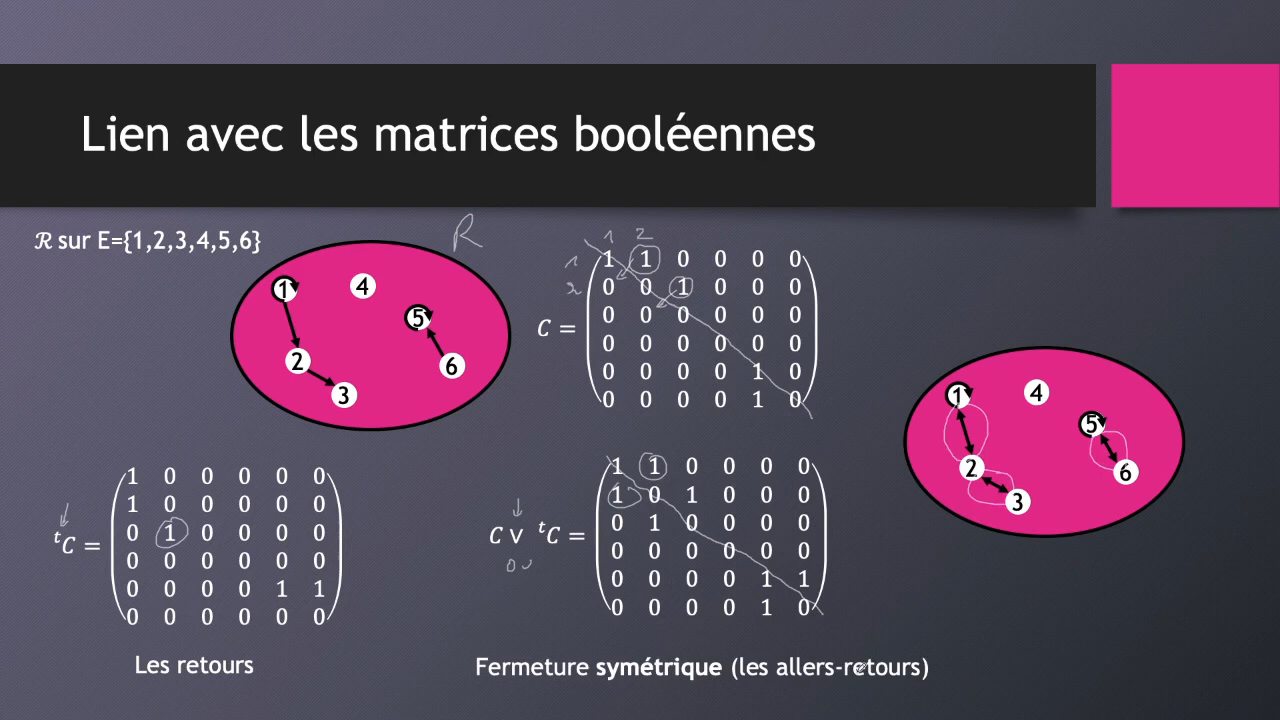 Lien avec les matrices booléennes
ℛ sur E={1,2,3,4,5,6}
R
1 4
5
2 6
3
1 2
1
2
C =
1 1 0 0 0 0
0 0 1 0 0 0
0 0 0 0 0 0
0 0 0 0 0 0
0 0 0 0 1 0
0 0 0 0 1 0
1 4
5
2 6
3
ᵗC =
1 0 0 0 0 0
1 0 0 0 0 0
0 1 0 0 0 0
0 0 0 0 0 0
0 0 0 0 1 1
0 0 0 0 0 0
Les retours
C ∨ ᵗC =
ou
1 1 0 0 0 0
1 0 1 0 0 0
0 1 0 0 0 0
0 0 0 0 0 0
0 0 0 0 1 1
0 0 0 0 1 0
Fermeture symétrique (les allers-retours)